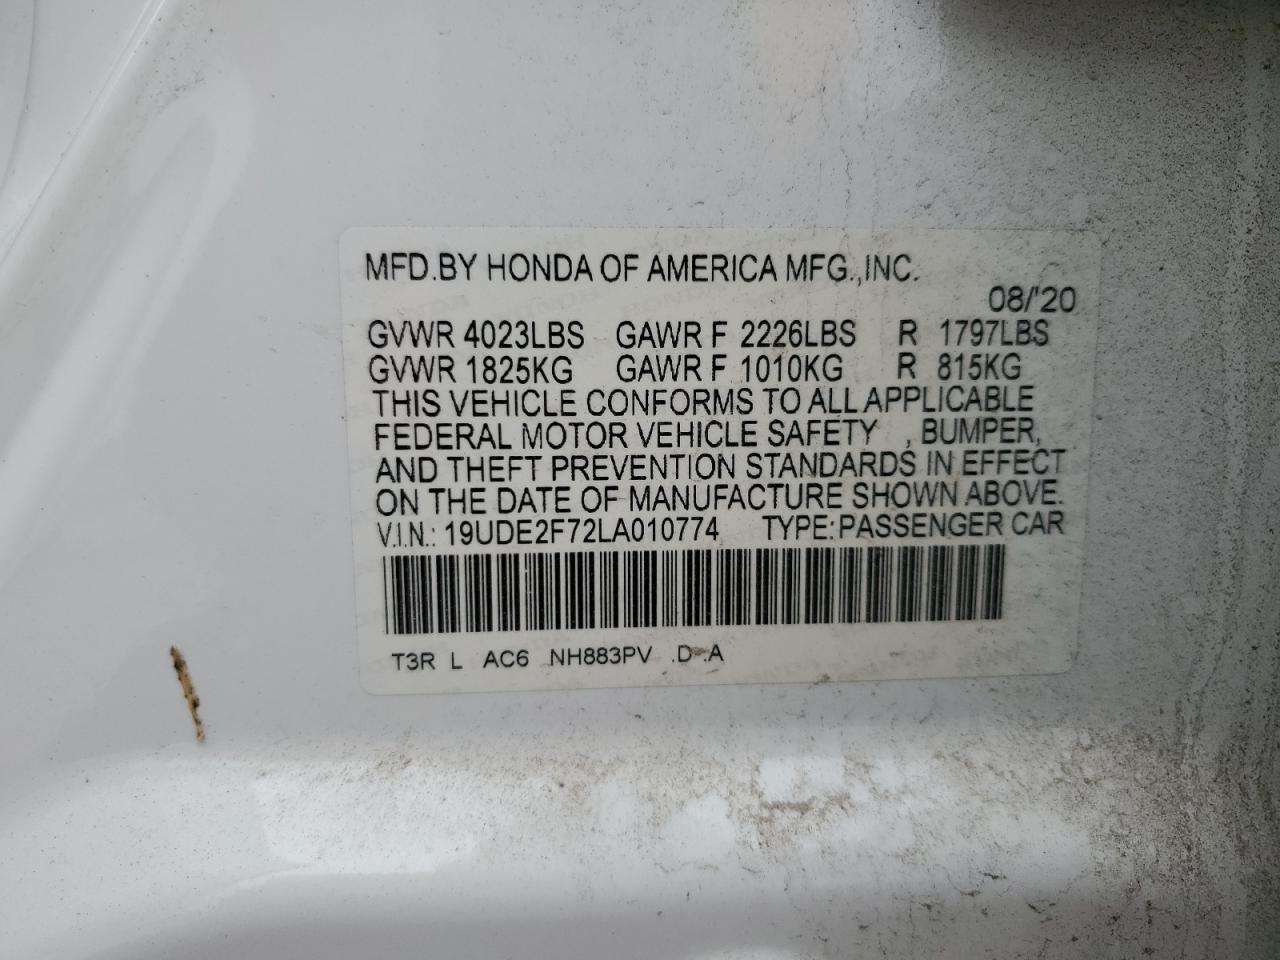 MFD.BY HONDA OF AMERICA MFG.,INC.
08/'20
GVWR 4023LBS GAWR F 2226LBS R 1797LBS
GVWR 1825KG GAWR F 1010KG R 815KG
THIS VEHICLE CONFORMS TO ALL APPLICABLE
FEDERAL MOTOR VEHICLE SAFETY , BUMPER,
AND THEFT PREVENTION STANDARDS IN EFFECT
ON THE DATE OF MANUFACTURE SHOWN ABOVE.
V.I.N.: 19UDE2F72LA010774 TYPE: PASSENGER CAR
T3R L AC6 NH883PV .D .A